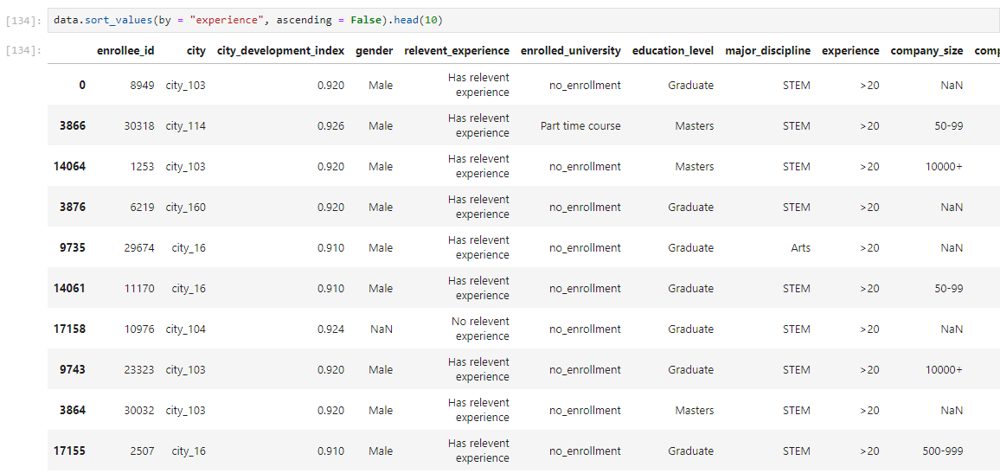 [134]: data.sort_values(by = "experience", ascending = False).head(10)
[134]:
enrollee_id city city_development_index gender relevent_experience enrolled_university education_level major_discipline experience company_size comp
0 8949 city_103 0.920 Male Has relevent experience no_enrollment Graduate STEM >20 NaN
3866 30318 city_114 0.926 Male Has relevent experience Part time course Masters STEM >20 50-99
14064 1253 city_103 0.920 Male Has relevent experience no_enrollment Masters STEM >20 10000+
3876 6219 city_160 0.920 Male Has relevent experience no_enrollment Graduate STEM >20 NaN
9735 29674 city_16 0.910 Male Has relevent experience no_enrollment Graduate Arts >20 NaN
14061 11170 city_16 0.910 Male Has relevent experience no_enrollment Graduate STEM >20 50-99
17158 10976 city_104 0.924 NaN No relevent experience no_enrollment Graduate STEM >20 NaN
9743 23323 city_103 0.920 Male Has relevent experience no_enrollment Graduate STEM >20 10000+
3864 30032 city_103 0.920 Male Has relevent experience no_enrollment Masters STEM >20 NaN
17155 2507 city_16 0.910 Male Has relevent experience no_enrollment Graduate STEM >20 500-999